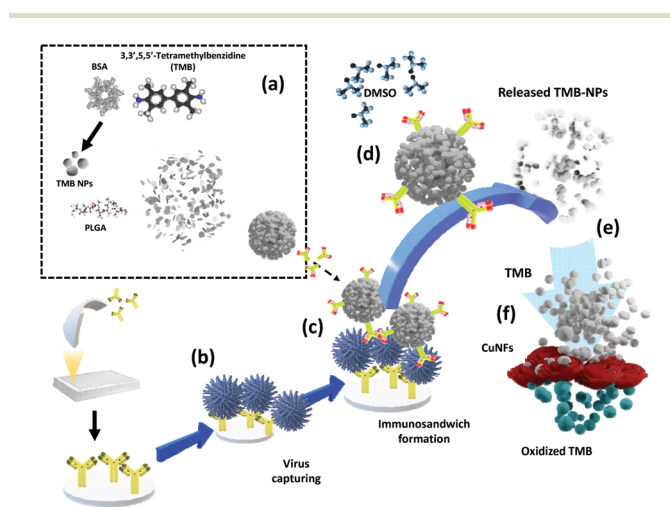 3,3’,5,5’-Tetramethylbenzidine
(TMB)
BSA
(a)
TMB NPs
PLGA
DMSO
(d)
Released TMB-NPs
(e)
TMB
(f)
CuNFs
Oxidized TMB
(b)
(c)
Virus
capturing
Immunosandwich
formation